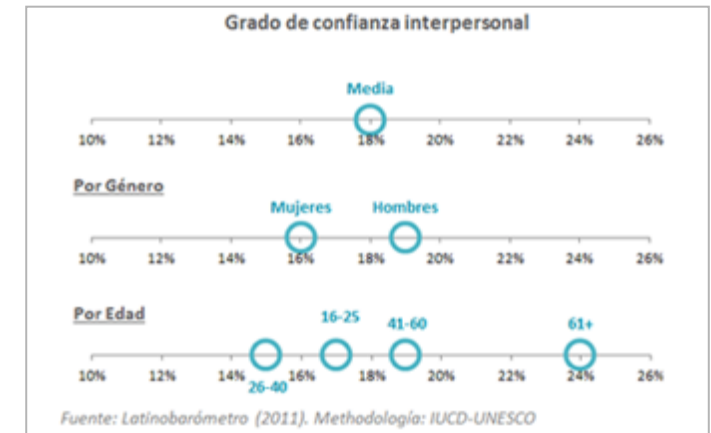 Grado de confianza interpersonal
Media
10% 12% 14% 16% 18% 20% 22% 24% 26%
Por Género
Mujeres Hombres
10% 12% 14% 16% 18% 20% 22% 24% 26%
Por Edad
16-25 41-60 61+
10% 12% 14% 16% 18% 20% 22% 24% 26%
26-40
Fuente: Latinobarómetro (2011). Methodología: IUCD-UNESCO